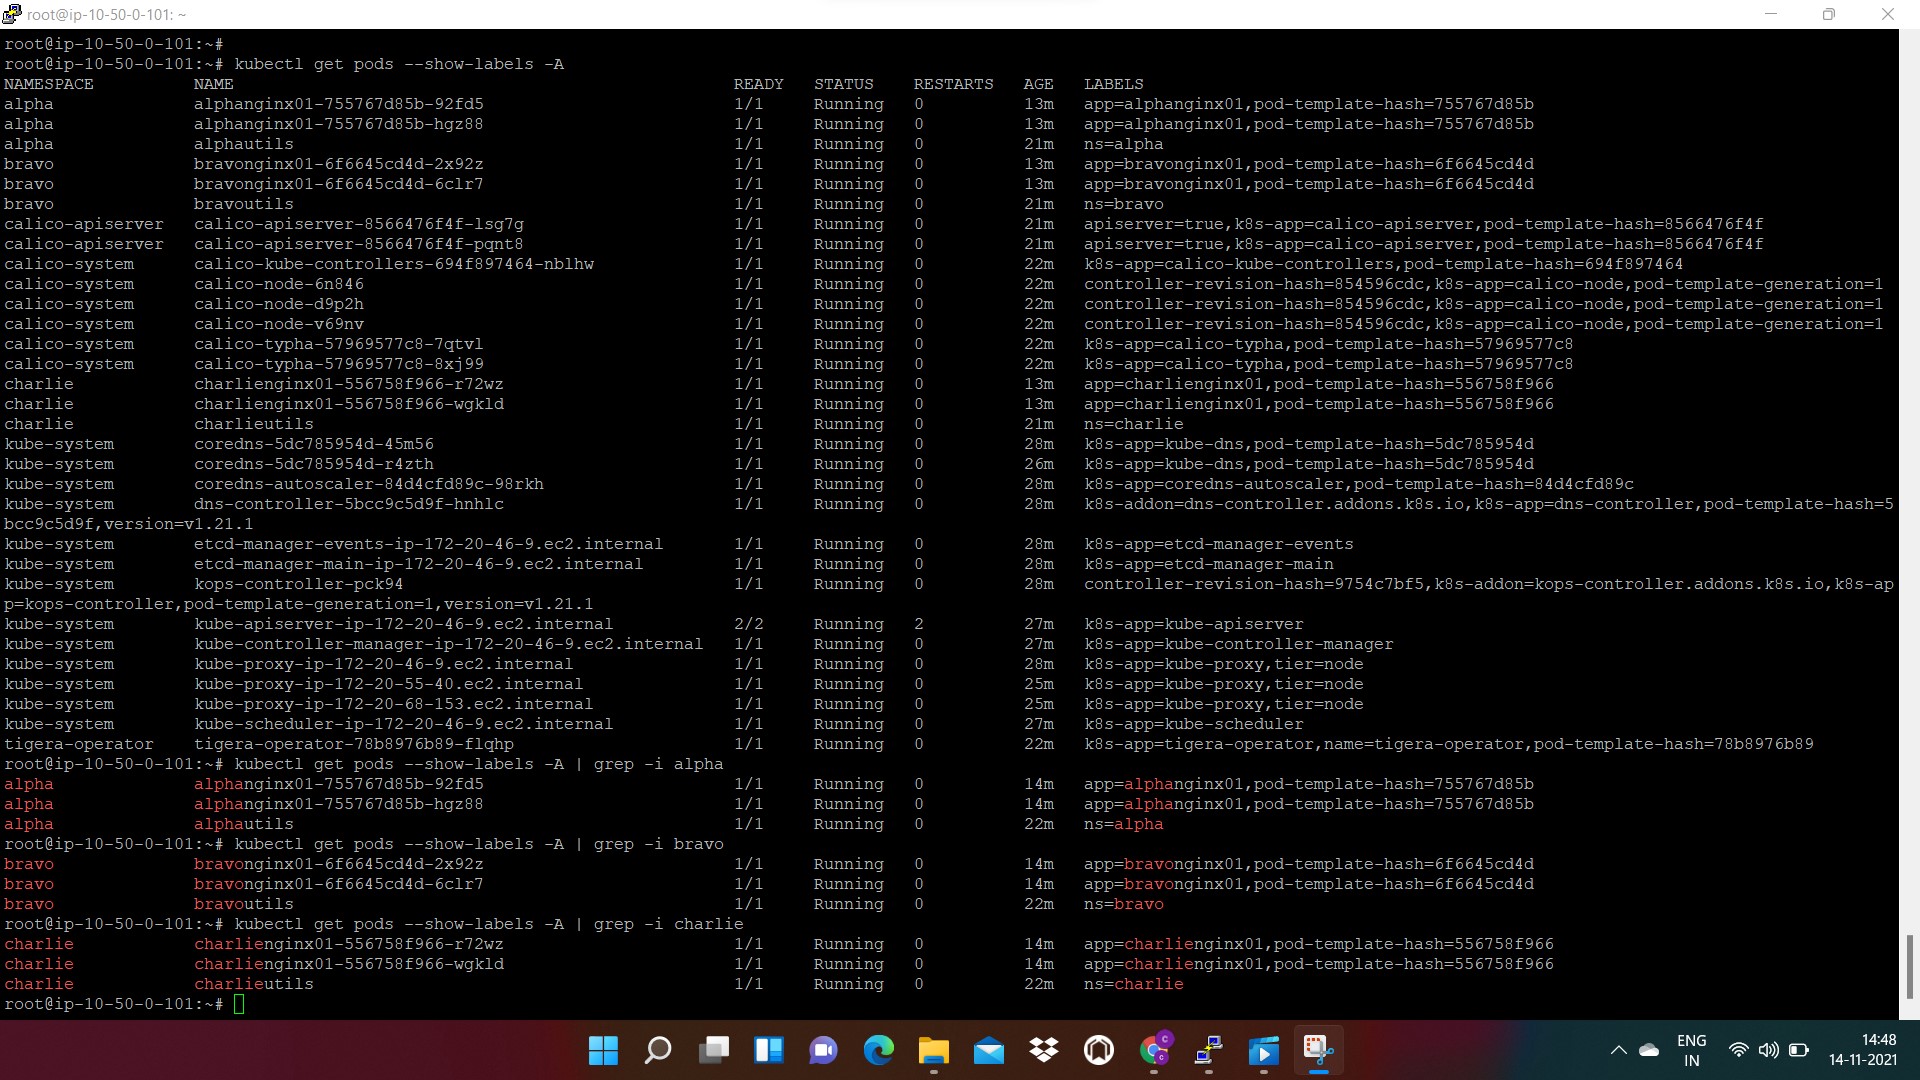 root@ip-10-50-0-101: ~
root@ip-10-50-0-101:~#
root@ip-10-50-0-101:~# kubectl get pods --show-labels -A
NAMESPACE NAME READY STATUS RESTARTS AGE LABELS
alpha alphanginx01-755767d85b-92fd5 1/1 Running 0 13m app=alphanginx01,pod-template-hash=755767d85b
alpha alphanginx01-755767d85b-hgz88 1/1 Running 0 13m app=alphanginx01,pod-template-hash=755767d85b
alpha alphautils 1/1 Running 0 21m ns=alpha
bravo bravonginx01-6f6645cd4d-2x92z 1/1 Running 0 13m app=bravonginx01,pod-template-hash=6f6645cd4d
bravo bravonginx01-6f6645cd4d-6clr7 1/1 Running 0 13m app=bravonginx01,pod-template-hash=6f6645cd4d
bravo bravoutils 1/1 Running 0 21m ns=bravo
calico-apiserver calico-apiserver-8566476f4f-lsg7g 1/1 Running 0 21m apiserver=true,k8s-app=calico-apiserver,pod-template-hash=8566476f4f
calico-apiserver calico-apiserver-8566476f4f-pqnt8 1/1 Running 0 21m apiserver=true,k8s-app=calico-apiserver,pod-template-hash=8566476f4f
calico-system calico-kube-controllers-694f897464-nblhw 1/1 Running 0 22m k8s-app=calico-kube-controllers,pod-template-hash=694f897464
calico-system calico-node-6n846 1/1 Running 0 22m controller-revision-hash=854596cdc,k8s-app=calico-node,pod-template-generation=1
calico-system calico-node-d9p2h 1/1 Running 0 22m controller-revision-hash=854596cdc,k8s-app=calico-node,pod-template-generation=1
calico-system calico-node-v69nv 1/1 Running 0 22m controller-revision-hash=854596cdc,k8s-app=calico-node,pod-template-generation=1
calico-system calico-typha-57969577c8-7qtvl 1/1 Running 0 22m k8s-app=calico-typha,pod-template-hash=57969577c8
calico-system calico-typha-57969577c8-8xj99 1/1 Running 0 22m k8s-app=calico-typha,pod-template-hash=57969577c8
charlie charlienginx01-556758f966-r72wz 1/1 Running 0 13m app=charlienginx01,pod-template-hash=556758f966
charlie charlienginx01-556758f966-wgkld 1/1 Running 0 13m app=charlienginx01,pod-template-hash=556758f966
charlie charlieutils 1/1 Running 0 21m ns=charlie
kube-system coredns-5dc785954d-45m56 1/1 Running 0 28m k8s-app=kube-dns,pod-template-hash=5dc785954d
kube-system coredns-5dc785954d-r4zth 1/1 Running 0 26m k8s-app=kube-dns,pod-template-hash=5dc785954d
kube-system coredns-autoscaler-84d4cfd89c-98rkh 1/1 Running 0 28m k8s-app=coredns-autoscaler,pod-template-hash=84d4cfd89c
kube-system dns-controller-5bcc9c5d9f-hnhlc 1/1 Running 0 28m k8s-addon=dns-controller.addons.k8s.io,k8s-app=dns-controller,pod-template-hash=5
bcc9c5d9f,version=v1.21.1
kube-system etcd-manager-events-ip-172-20-46-9.ec2.internal 1/1 Running 0 28m k8s-app=etcd-manager-events
kube-system etcd-manager-main-ip-172-20-46-9.ec2.internal 1/1 Running 0 28m k8s-app=etcd-manager-main
kube-system kops-controller-pck94 1/1 Running 0 28m controller-revision-hash=9754c7bf5,k8s-addon=kops-controller.addons.k8s.io,k8s-ap
p=kops-controller,pod-template-generation=1,version=v1.21.1
kube-system kube-apiserver-ip-172-20-46-9.ec2.internal 2/2 Running 2 27m k8s-app=kube-apiserver
kube-system kube-controller-manager-ip-172-20-46-9.ec2.internal 1/1 Running 0 27m k8s-app=kube-controller-manager
kube-system kube-proxy-ip-172-20-46-9.ec2.internal 1/1 Running 0 28m k8s-app=kube-proxy,tier=node
kube-system kube-proxy-ip-172-20-55-40.ec2.internal 1/1 Running 0 25m k8s-app=kube-proxy,tier=node
kube-system kube-proxy-ip-172-20-68-153.ec2.internal 1/1 Running 0 25m k8s-app=kube-proxy,tier=node
kube-system kube-scheduler-ip-172-20-46-9.ec2.internal 1/1 Running 0 27m k8s-app=kube-scheduler
tigera-operator tigera-operator-78b8976b89-flqhp 1/1 Running 0 22m k8s-app=tigera-operator,name=tigera-operator,pod-template-hash=78b8976b89
root@ip-10-50-0-101:~# kubectl get pods --show-labels -A | grep -i alpha
alpha alphanginx01-755767d85b-92fd5 1/1 Running 0 14m app=alphanginx01,pod-template-hash=755767d85b
alpha alphanginx01-755767d85b-hgz88 1/1 Running 0 14m app=alphanginx01,pod-template-hash=755767d85b
alpha alphautils 1/1 Running 0 22m ns=alpha
root@ip-10-50-0-101:~# kubectl get pods --show-labels -A | grep -i bravo
bravo bravonginx01-6f6645cd4d-2x92z 1/1 Running 0 14m app=bravonginx01,pod-template-hash=6f6645cd4d
bravo bravonginx01-6f6645cd4d-6clr7 1/1 Running 0 14m app=bravonginx01,pod-template-hash=6f6645cd4d
bravo bravoutils 1/1 Running 0 22m ns=bravo
root@ip-10-50-0-101:~# kubectl get pods --show-labels -A | grep -i charlie
charlie charlienginx01-556758f966-r72wz 1/1 Running 0 14m app=charlienginx01,pod-template-hash=556758f966
charlie charlienginx01-556758f966-wgkld 1/1 Running 0 14m app=charlienginx01,pod-template-hash=556758f966
charlie charlieutils 1/1 Running 0 22m ns=charlie
root@ip-10-50-0-101:~#
ENG
IN
14:48
14-11-2021